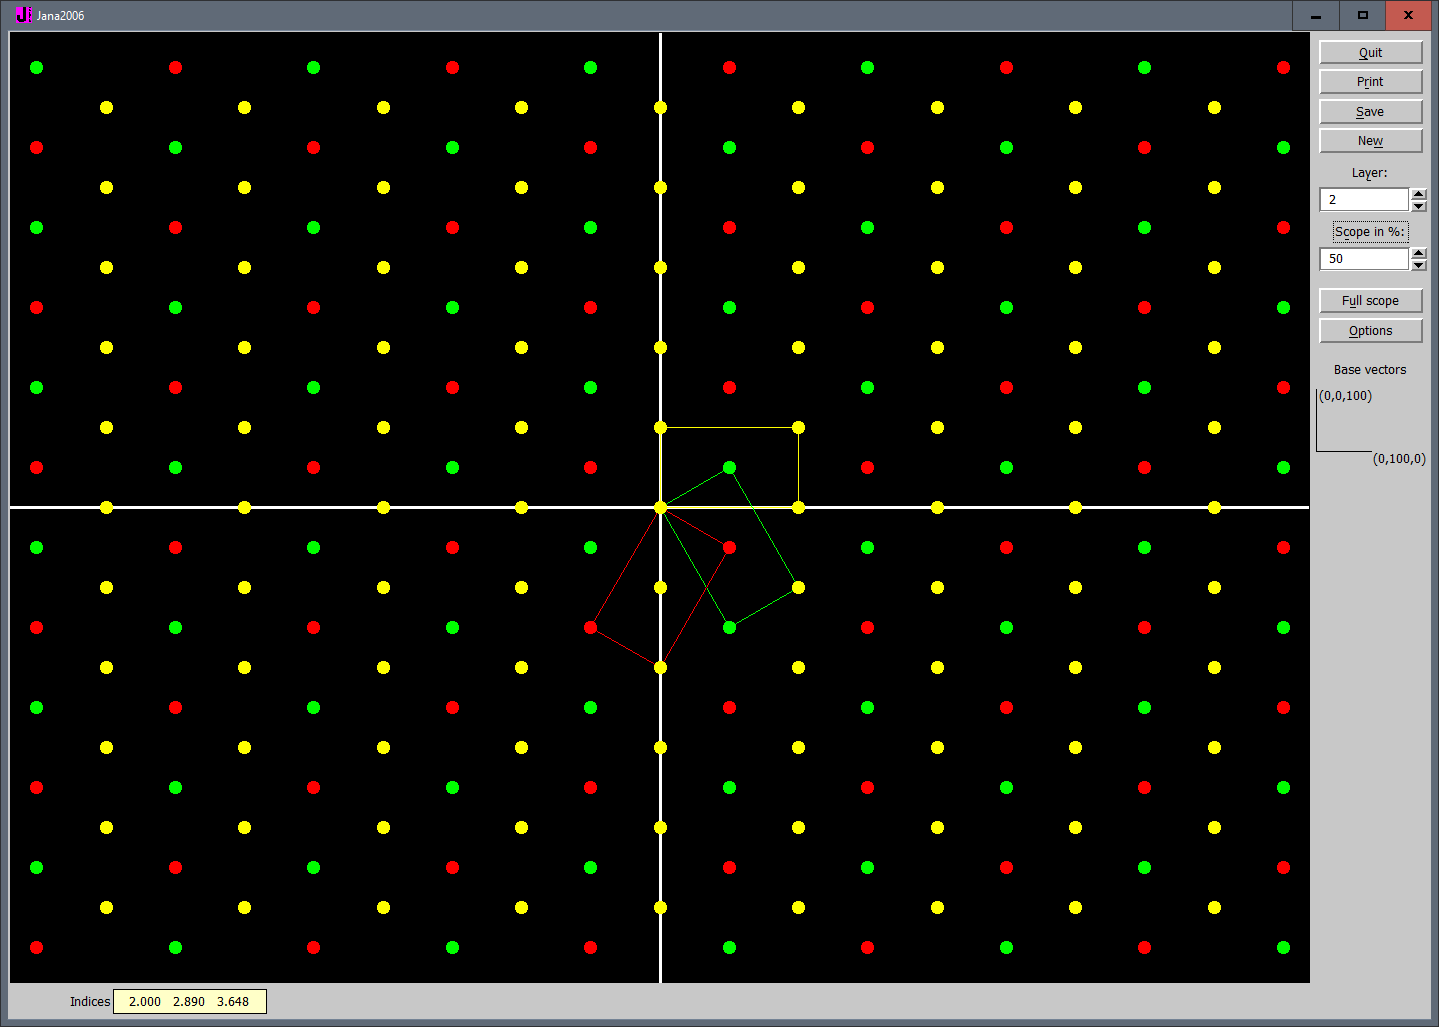 Jana2006
Quit
Print
Save
New
Layer:
2
Scope in %:
50
Full scope
Options
Base vectors
(0,0,100)
(0,100,0)
Indices 2.000 2.890 3.648